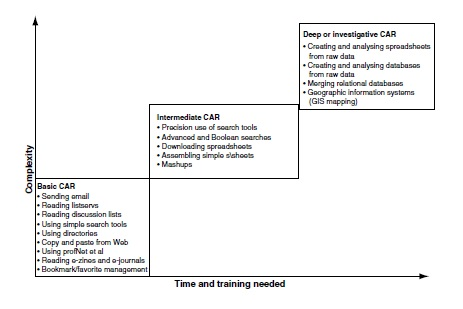 Deep or investigative CAR
• Creating and analysing spreadsheets
from raw data
• Creating and analysing databases
from raw data
• Merging relational databases
• Geographic information systems
(GIS mapping)
Intermediate CAR
• Precision use of search tools
• Advanced and Boolean searches
• Downloading spreadsheets
• Assembling simple s\sheets
• Mashups
Complexity
Basic CAR
• Sending email
• Reading listservs
• Reading discussion lists
• Using simple search tools
• Using directories
• Copy and paste from Web
• Using profNet et al
• Reading e-zines and e-journals
• Bookmark/favorite management
Time and training needed